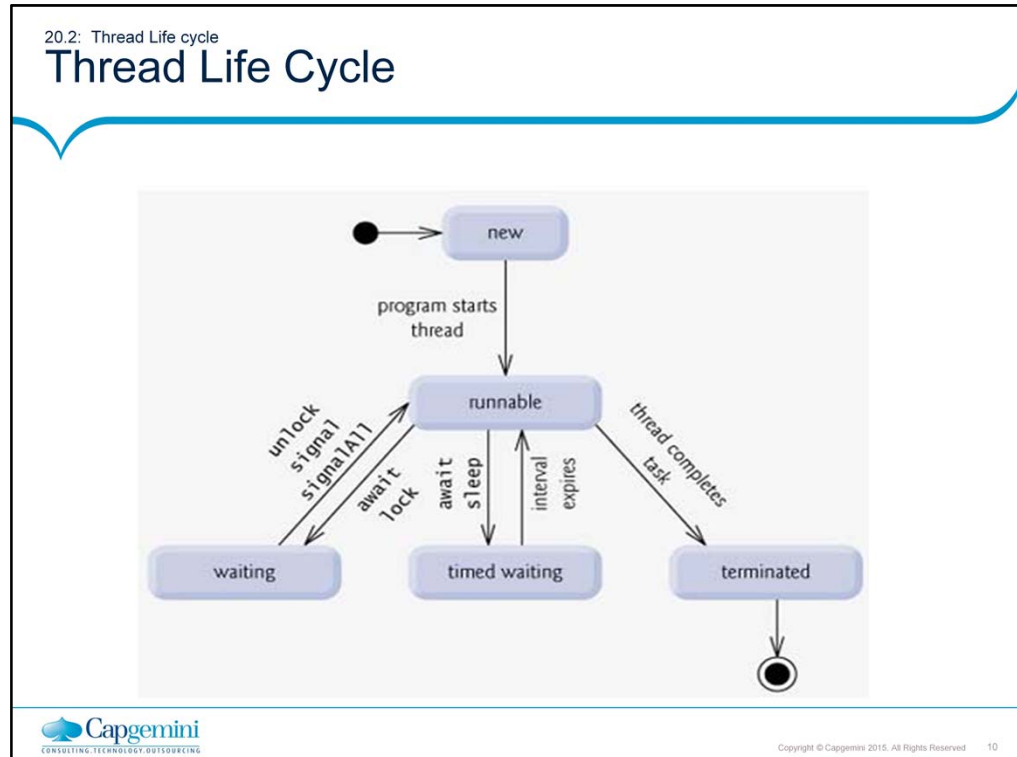 20.2: Thread Life cycle
Thread Life Cycle
new
program starts
thread
runnable
unlock
signal
signalAll
await
lock
await
sleep
interval
expires
thread completes
task
waiting
timed waiting
terminated
Capgemini
CONSULTING.TECHNOLOGY.OUTSOURCING
Copyright © Capgemini 2015. All Rights Reserved 10